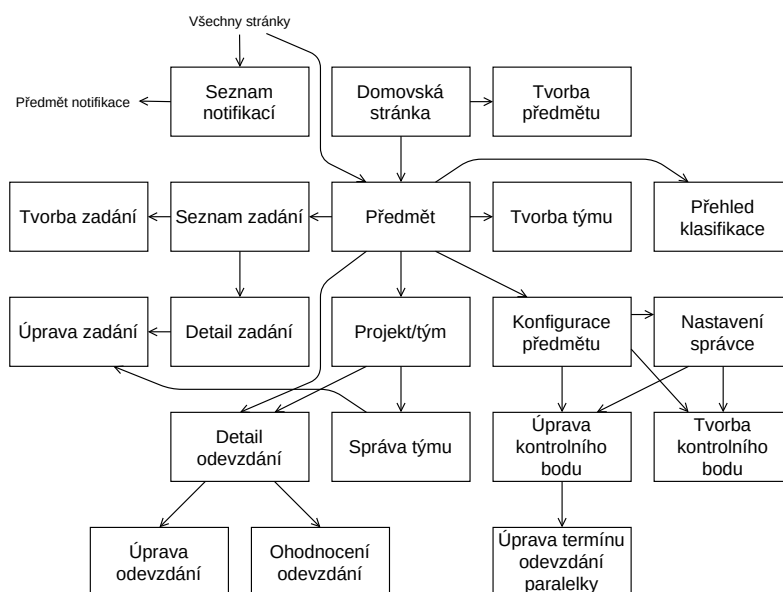 Všechny stránky
Předmět notifikace
Seznam
notifikací
Domovská
stránka
Tvorba
předmětu
Tvorba zadání
Seznam zadání
Předmět
Tvorba týmu
Přehled
klasifikace
Úprava zadání
Detail zadání
Projekt/tým
Konfigurace
předmětu
Nastavení
správce
Detail
odevzdání
Správa týmu
Úprava
kontrolního
bodu
Tvorba
kontrolního
bodu
Úprava
odevzdání
Ohodnocení
odevzdání
Úprava termínu
odevzdání
paralelky